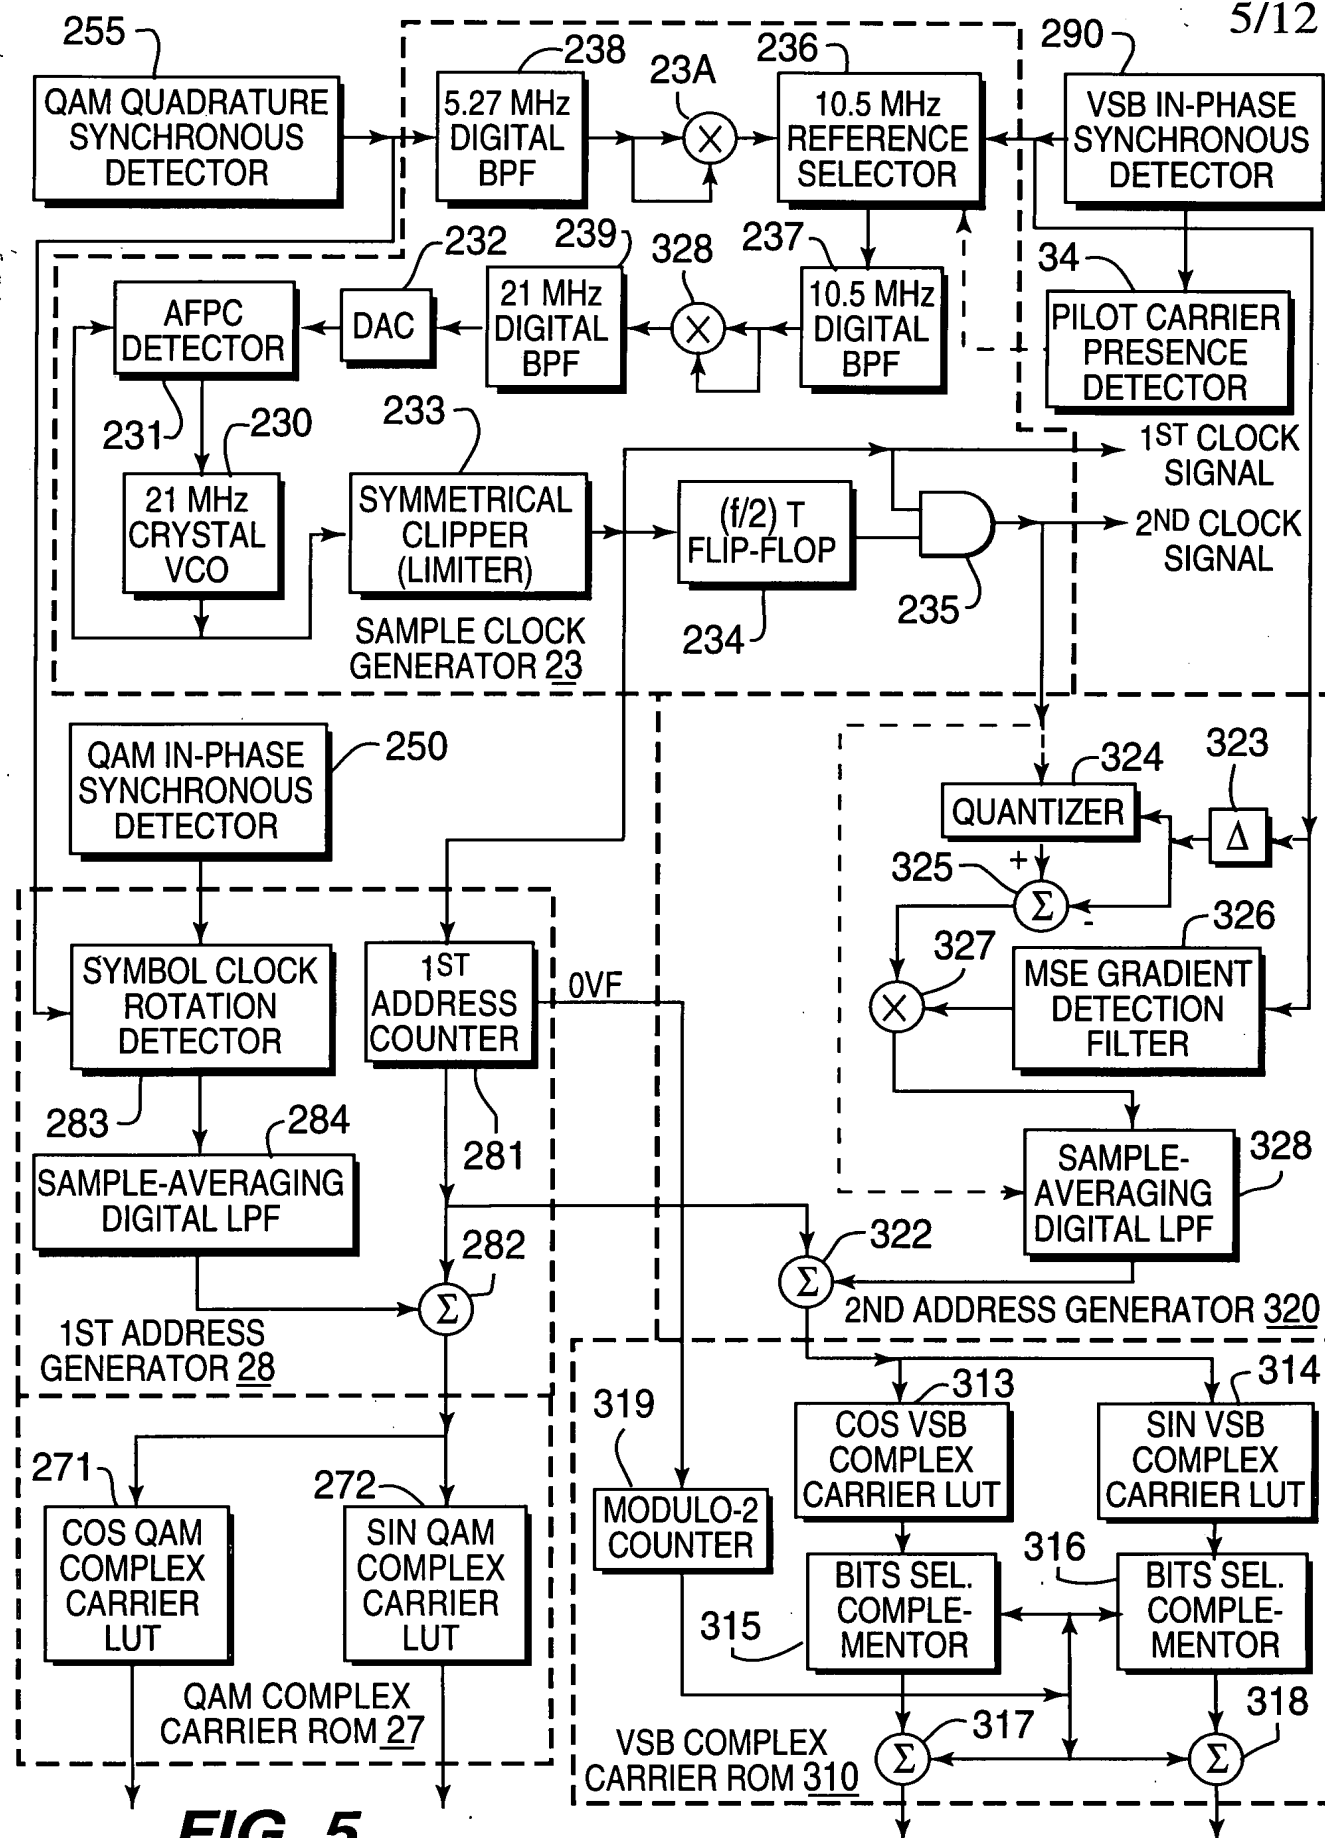 5/12
255
238
23A
236
290
QAM QUADRATURE
SYNCHRONOUS
DETECTOR
5.27 MHz
DIGITAL
BPF
X
10.5 MHz
REFERENCE
SELECTOR
VSB IN-PHASE
SYNCHRONOUS
DETECTOR
232
239
328
237
34
AFPC
DETECTOR
DAC
21 MHz
DIGITAL
BPF
X
10.5 MHz
DIGITAL
BPF
PILOT CARRIER
PRESENCE
DETECTOR
231
230
233
1ST CLOCK
SIGNAL
21 MHz
CRYSTAL
VCO
SYMMETRICAL
CLIPPER
(LIMITER)
(f/2) T
FLIP-FLOP
2ND CLOCK
SIGNAL
234
235
SAMPLE CLOCK
GENERATOR 23
250
QAM IN-PHASE
SYNCHRONOUS
DETECTOR
324
323
QUANTIZER
Δ
+
325
Σ
-
326
327
X
MSE GRADIENT
DETECTION
FILTER
SYMBOL CLOCK
ROTATION
DETECTOR
1ST
ADDRESS
COUNTER
0VF
283
284
281
SAMPLE-AVERAGING
DIGITAL LPF
SAMPLE-
AVERAGING
DIGITAL LPF
328
282
Σ
322
Σ
1ST ADDRESS
GENERATOR 28
2ND ADDRESS GENERATOR 320
319
313
314
COS VSB
COMPLEX
CARRIER LUT
SIN VSB
COMPLEX
CARRIER LUT
271
272
COS QAM
COMPLEX
CARRIER
LUT
SIN QAM
COMPLEX
CARRIER
LUT
MODULO-2
COUNTER
316
BITS SEL.
COMPLE-
MENTOR
BITS SEL.
COMPLE-
MENTOR
315
QAM COMPLEX
CARRIER ROM 27
317
318
VSB COMPLEX
CARRIER ROM 310
Σ
Σ
FIG. 5